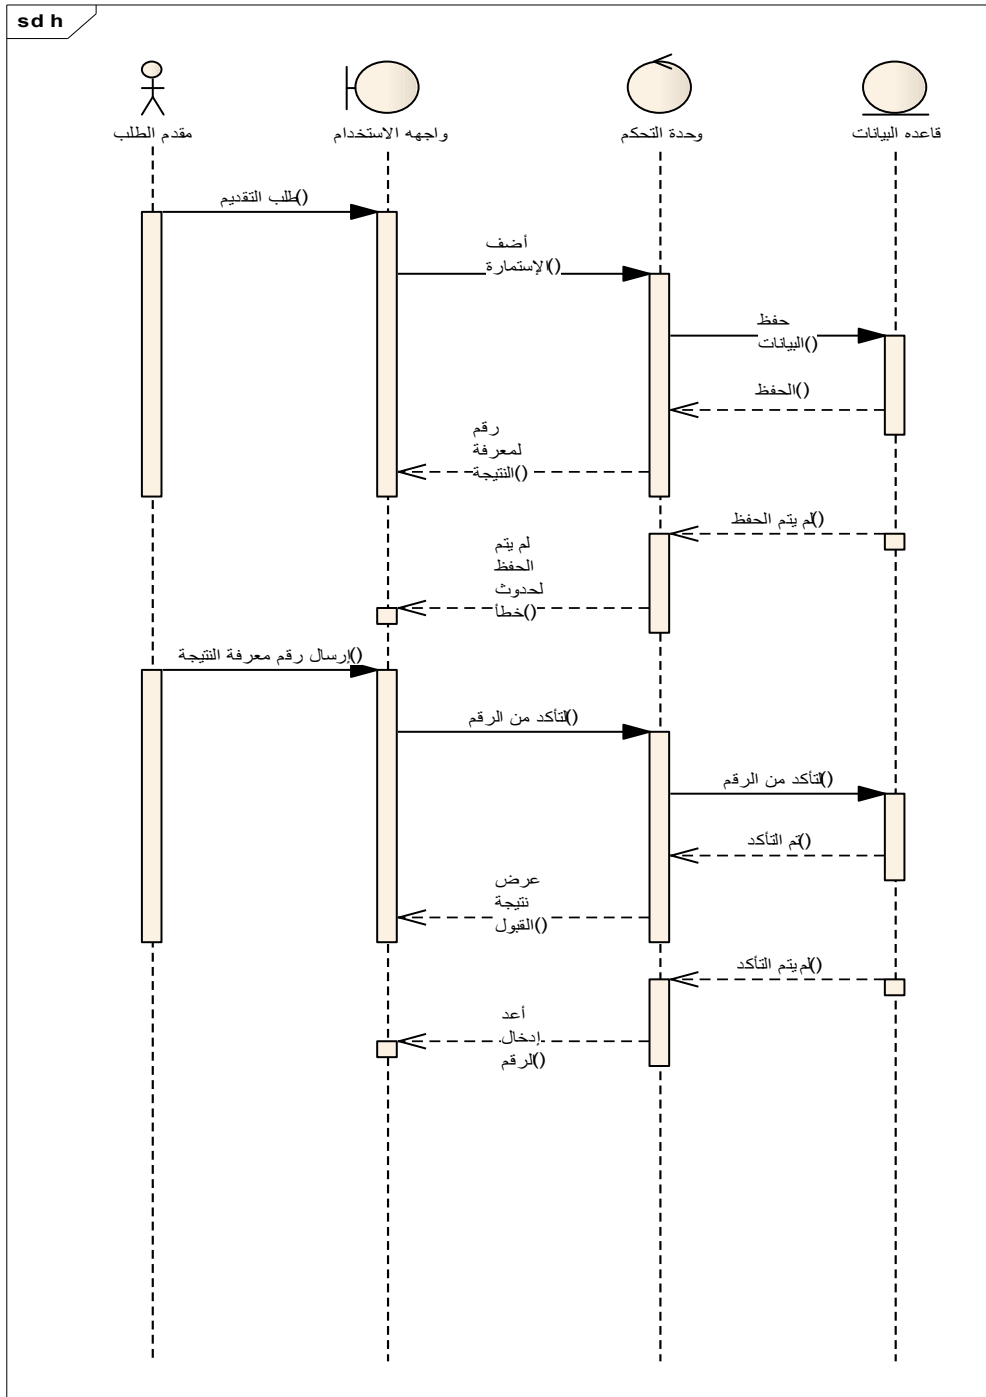 sd h
مقدم الطلب
واجهه الاستخدام
وحدة التحكم
قاعده البيانات
طلب التقديم()
أضف
الإستمارة()
حفظ
البيانات()
الحفظ()
رقم
لمعرفة
النتيجة()
لم يتم الحفظ()
لم يتم
الحفظ
لحدوث
خطأ()
إرسال رقم معرفة النتيجة()
لتأكد من الرقم()
لتأكد من الرقم()
تم التأكد()
عرض
نتيجة
القبول()
لم يتم التأكد()
أعد
إدخال
الرقم()